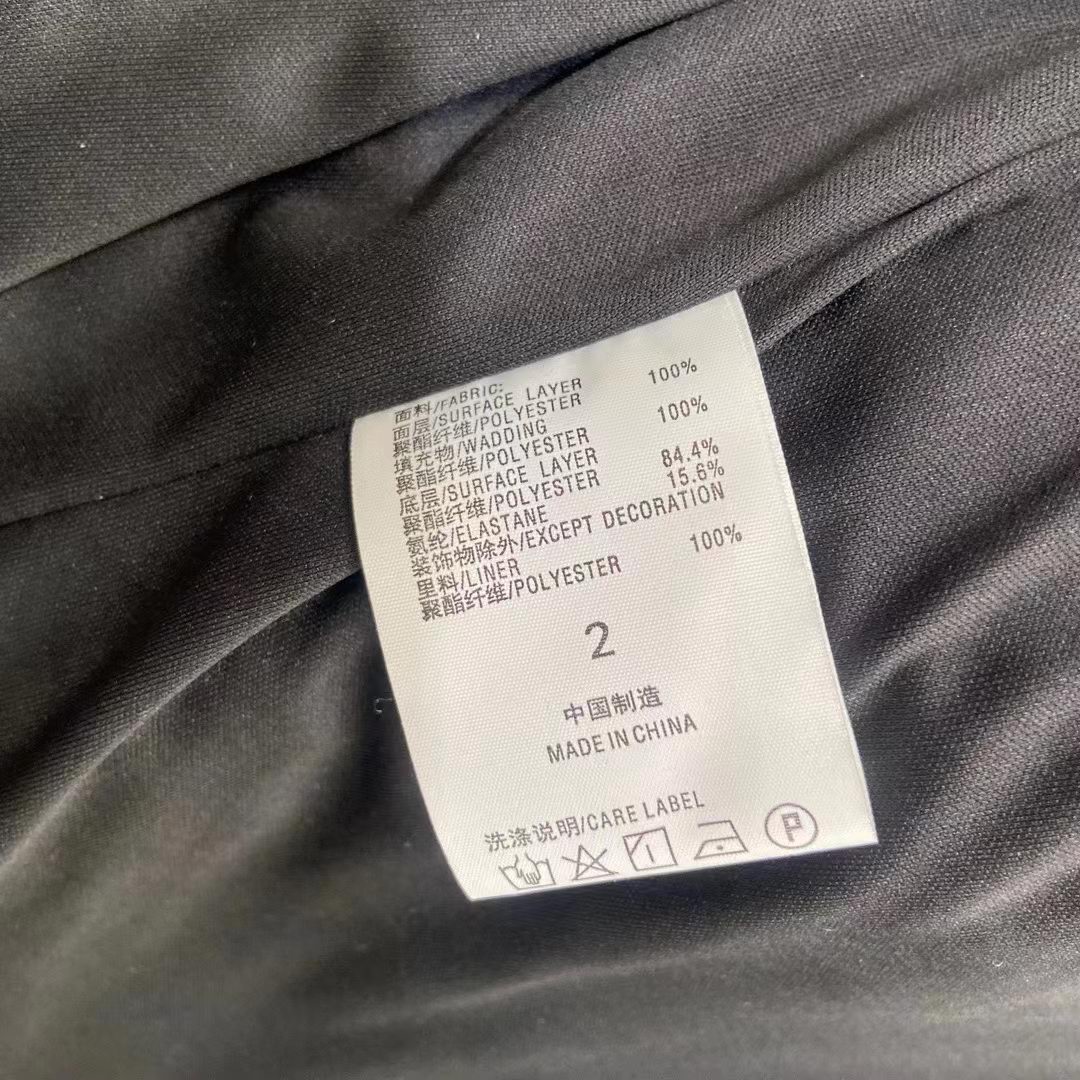 面料/FABRIC:
面层/SURFACE LAYER
聚酯纤维/POLYESTER 100%
填充物/WADDING
聚酯纤维/POLYESTER 100%
底层/SURFACE LAYER
聚酯纤维/POLYESTER 84.4%
氨纶/ELASTANE 15.6%
装饰物除外/EXCEPT DECORATION
里料/LINER
聚酯纤维/POLYESTER 100%
2
中国制造
MADE IN CHINA
洗涤说明/CARE LABEL
P